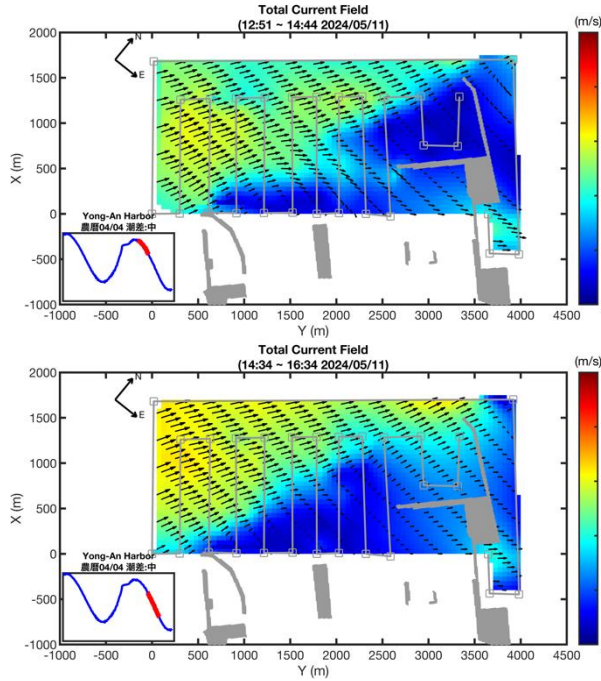 Total Current Field
(12:51 ~ 14:44 2024/05/11)
(m/s)
2000
1500
1000
500
0
-500
-1000
X (m)
N
E
Yong-An Harbor
農曆04/04 潮差:中
-1000 -500 0 500 1000 1500 2000 2500 3000 3500 4000 4500
Y (m)
Total Current Field
(14:34 ~ 16:34 2024/05/11)
(m/s)
2000
1500
1000
500
0
-500
-1000
X (m)
N
E
Yong-An Harbor
農曆04/04 潮差:中
-1000 -500 0 500 1000 1500 2000 2500 3000 3500 4000 4500
Y (m)